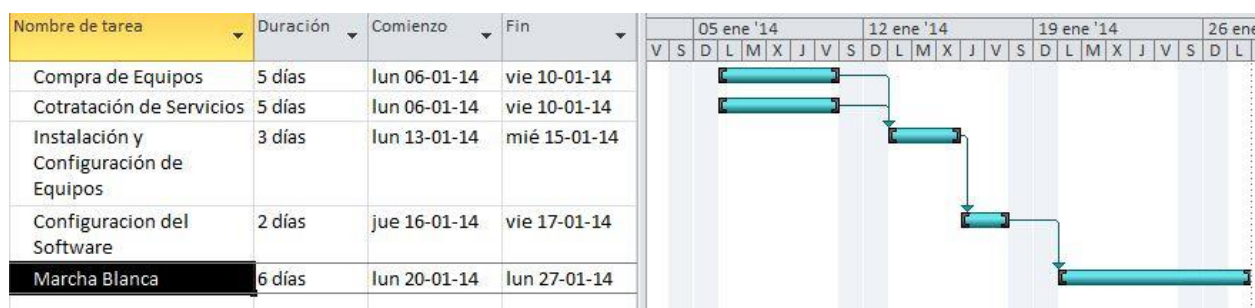 Nombre de tarea Duración Comienzo Fin
05 ene '14 12 ene '14 19 ene '14 26 ene
V S D L M X J V S D L M X J V S D L M X J V S D L
Compra de Equipos 5 días lun 06-01-14 vie 10-01-14
Cotratación de Servicios 5 días lun 06-01-14 vie 10-01-14
Instalación y 3 días lun 13-01-14 mié 15-01-14
Configuración de
Equipos
Configuracion del 2 días jue 16-01-14 vie 17-01-14
Software
Marcha Blanca 6 días lun 20-01-14 lun 27-01-14